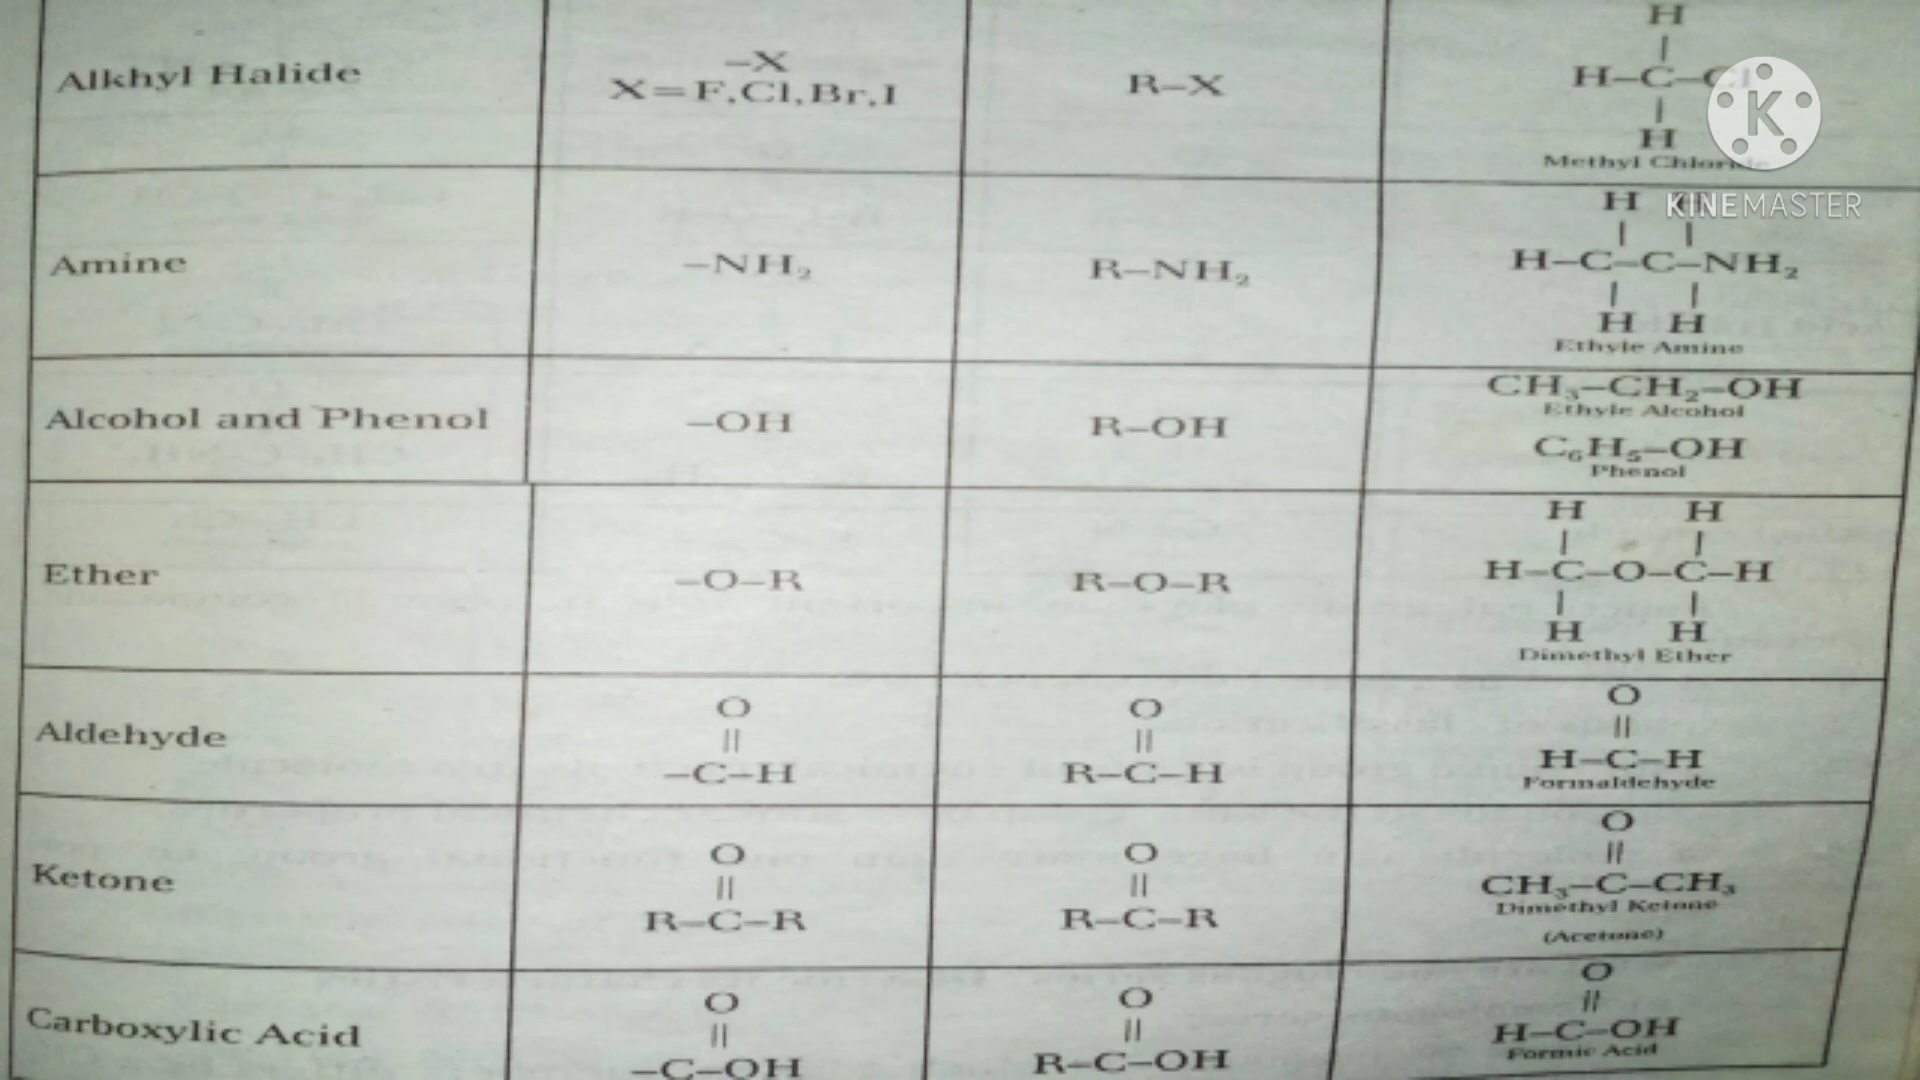 Alkhyl Halide
–X
X=F,Cl,Br,I
R–X
H
|
H–C–Cl
|
H
Methyl Chloride
Amine
–NH₂
R–NH₂
H H
| |
H–C–C–NH₂
| |
H H
Ethyle Amine
Alcohol and Phenol
–OH
R–OH
CH₃–CH₂–OH
Ethyle Alcohol
C₆H₅–OH
Phenol
Ether
–O–R
R–O–R
H H
| |
H–C–O–C–H
| |
H H
Dimethyl Ether
Aldehyde
O
||
–C–H
O
||
R–C–H
O
||
H–C–H
Formaldehyde
Ketone
O
||
R–C–R
O
||
R–C–R
O
||
CH₃–C–CH₃
Dimethyl Ketone
(Acetone)
Carboxylic Acid
O
||
–C–OH
O
||
R–C–OH
O
||
H–C–OH
Formic Acid
K
KINEMASTER